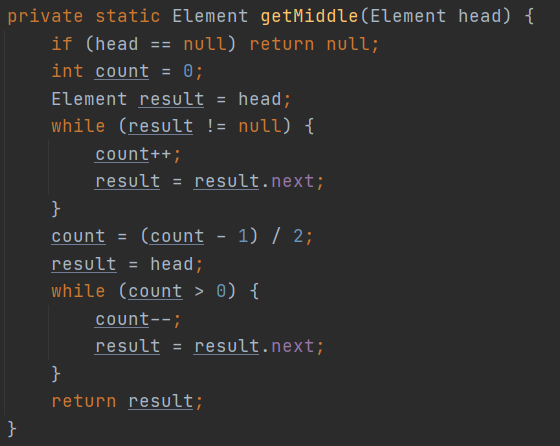 private static Element getMiddle(Element head) {
    if (head == null) return null;
    int count = 0;
    Element result = head;
    while (result != null) {
        count++;
        result = result.next;
    }
    count = (count - 1) / 2;
    result = head;
    while (count > 0) {
        count--;
        result = result.next;
    }
    return result;
}